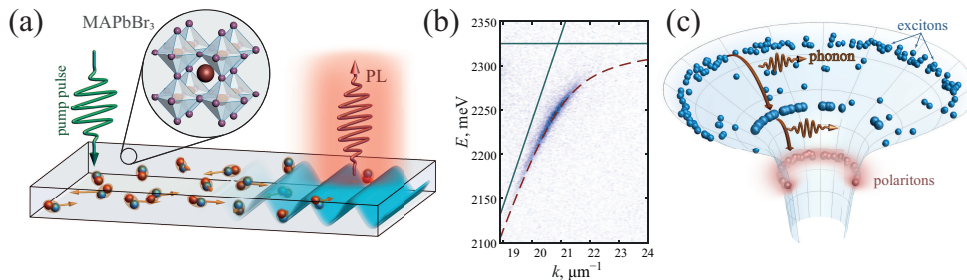 (a)
MAPbBr₃
pump pulse
PL
(b)
2350
2300
2250
2200
2150
2100
E, meV
19 20 21 22 23 24
k, μm⁻¹
(c)
excitons
phonon
polaritons